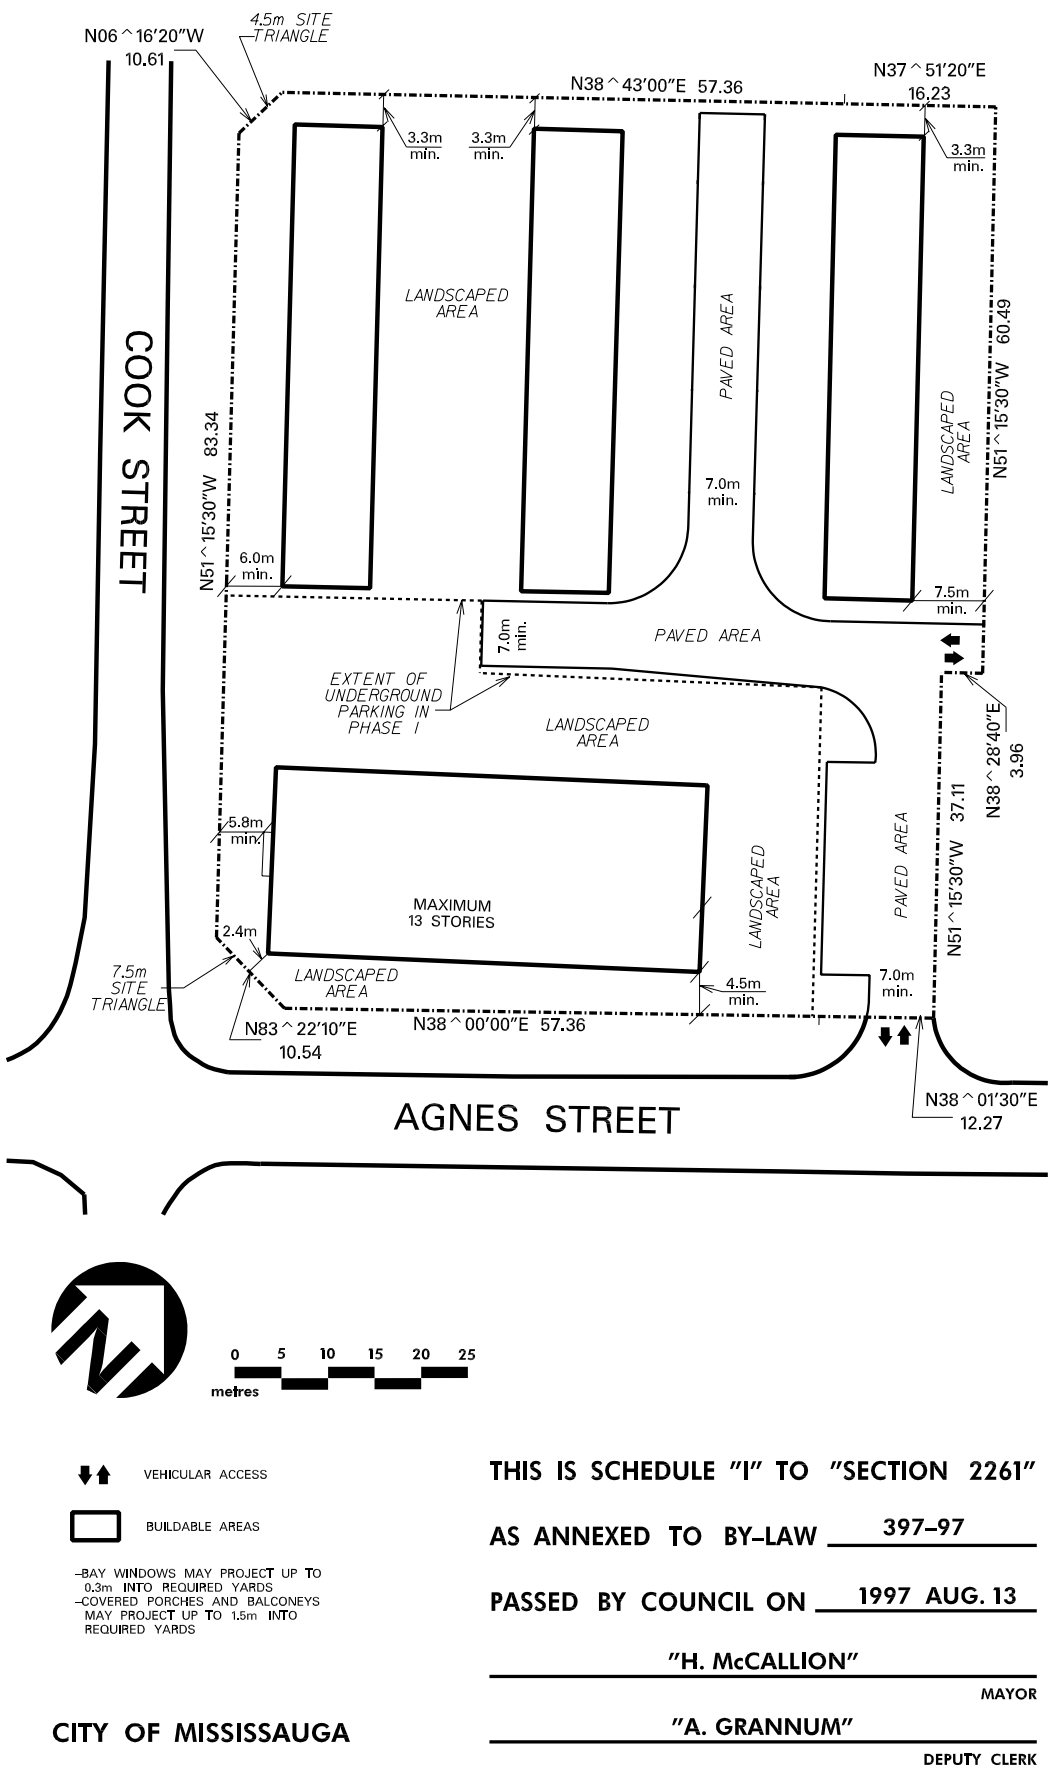 4.5m SITE
TRIANGLE
N06^16'20"W
10.61
N38^43'00"E 57.36
N37^51'20"E
16.23
3.3m
min.
3.3m
min.
3.3m
min.
LANDSCAPED
AREA
PAVED AREA
N51^15'30"W 60.49
LANDSCAPED
AREA
COOK STREET
N51^15'30"W 83.34
7.0m
min.
6.0m
min.
7.5m
min.
7.0m
min.
PAVED AREA
EXTENT OF
UNDERGROUND
PARKING IN
PHASE I
LANDSCAPED
AREA
N38^28'40"E
3.96
N51^15'30"W 37.11
PAVED AREA
5.8m
min.
LANDSCAPED
AREA
MAXIMUM
13 STORIES
2.4m
7.5m
SITE
TRIANGLE
LANDSCAPED
AREA
4.5m
min.
7.0m
min.
N83^22'10"E
10.54
N38^00'00"E 57.36
N38^01'30"E
12.27
AGNES STREET
N
0 5 10 15 20 25
metres
VEHICULAR ACCESS
BUILDABLE AREAS
-BAY WINDOWS MAY PROJECT UP TO
0.3m INTO REQUIRED YARDS
-COVERED PORCHES AND BALCONEYS
MAY PROJECT UP TO 1.5m INTO
REQUIRED YARDS
CITY OF MISSISSAUGA
THIS IS SCHEDULE "I" TO "SECTION 2261"
AS ANNEXED TO BY-LAW 397-97
PASSED BY COUNCIL ON 1997 AUG. 13
"H. McCALLION"
MAYOR
"A. GRANNUM"
DEPUTY CLERK